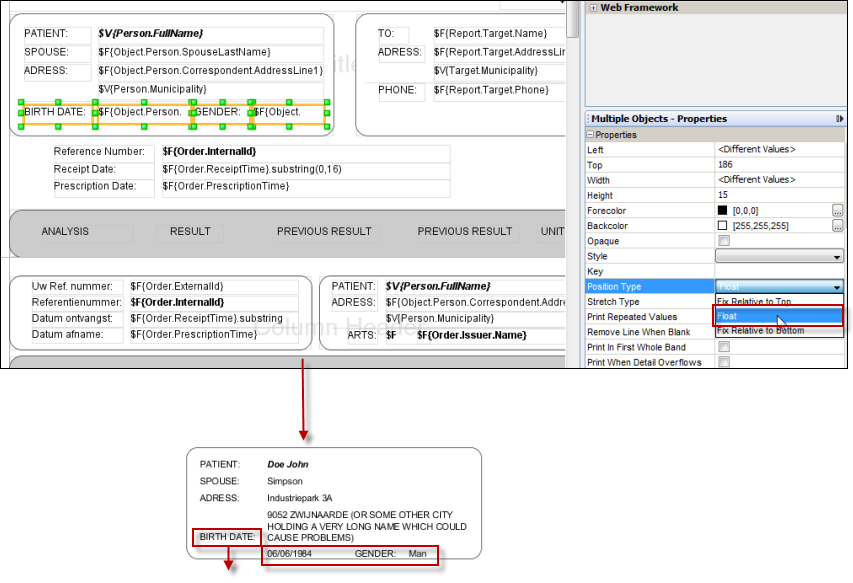 Web Framework
PATIENT: $V{Person.FullName}
SPOUSE: $F{Object.Person.SpouseLastName}
ADRESS: $F{Object.Person.Correspondent.AddressLine1}
$V{Person.Municipality}
BIRTH DATE: $F{Object.Person. GENDER: $F{Object.
TO: $F{Report.Target.Name}
ADRESS: $F{Report.Target.AddressLin
$V{Target.Municipality}
PHONE: $F{Report.Target.Phone}
Reference Number: $F{Order.InternalId}
Receipt Date: $F{Order.ReceiptTime}.substring(0,16)
Prescription Date: $F{Order.PrescriptionTime}
ANALYSIS RESULT PREVIOUS RESULT PREVIOUS RESULT UNIT
Uw Ref. nummer: $F{Order.ExternalId}
Referentienummer: $F{Order.InternalId}
Datum ontvangst: $F{Order.ReceiptTime}.substring
Datum afname: $F{Order.PrescriptionTime}
PATIENT: $V{Person.FullName}
ADRESS: $F{Object.Person.Correspondent.Addre
$V{Person.Municipality}
ARTS: $F $F{Order.Issuer.Name}
Column Header
Multiple Objects - Properties
Properties
Left <Different Values>
Top 186
Width <Different Values>
Height 15
Forecolor [0,0,0] ...
Backcolor [255,255,255] ...
Opaque
Style
Key
Position Type Float
Stretch Type Fix Relative to Top
Print Repeated Values Float
Remove Line When Blank Fix Relative to Bottom
Print In First Whole Band
Print When Detail Overflows
PATIENT: Doe John
SPOUSE: Simpson
ADRESS: Industriepark 3A
9052 ZWIJNAARDE (OR SOME OTHER CITY
HOLDING A VERY LONG NAME WHICH COULD
BIRTH DATE: CAUSE PROBLEMS)
06/06/1984 GENDER: Man